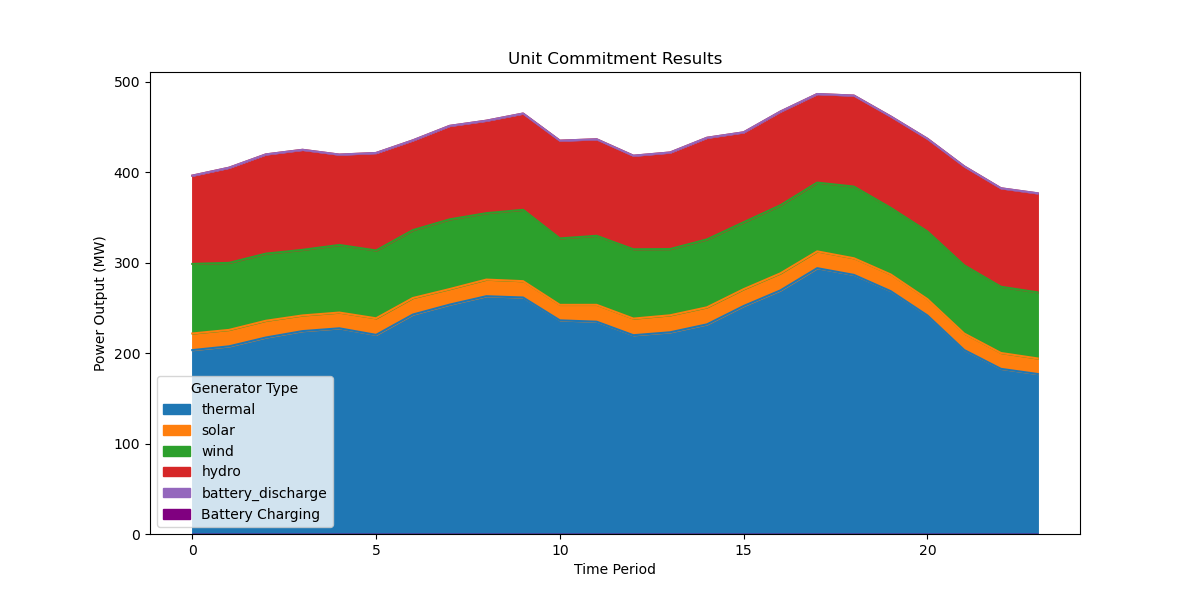 Unit Commitment Results
Power Output (MW)
500
400
300
200
100
0
Generator Type
thermal
solar
wind
hydro
battery_discharge
Battery Charging
0 5 10 15 20
Time Period